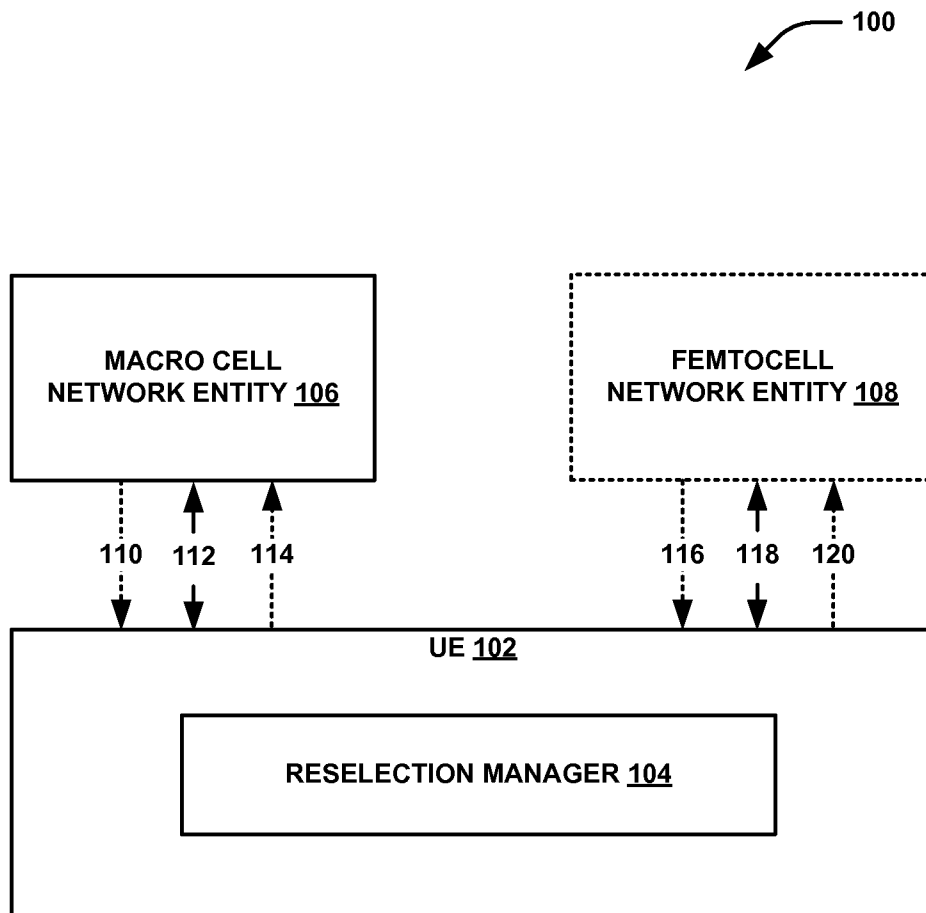 100
MACRO CELL
NETWORK ENTITY 106
FEMTOCELL
NETWORK ENTITY 108
110
112
114
116
118
120
UE 102
RESELECTION MANAGER 104